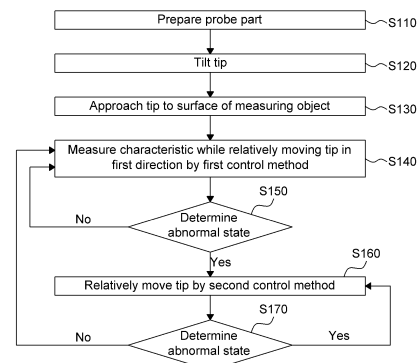 Prepare probe part
S110
Tilt tip
S120
Approach tip to surface of measuring object
S130
Measure characteristic while relatively moving tip in
first direction by first control method
S140
S150
Determine
abnormal state
No
Yes
S160
Relatively move tip by second control method
S170
Determine
abnormal state
No
Yes